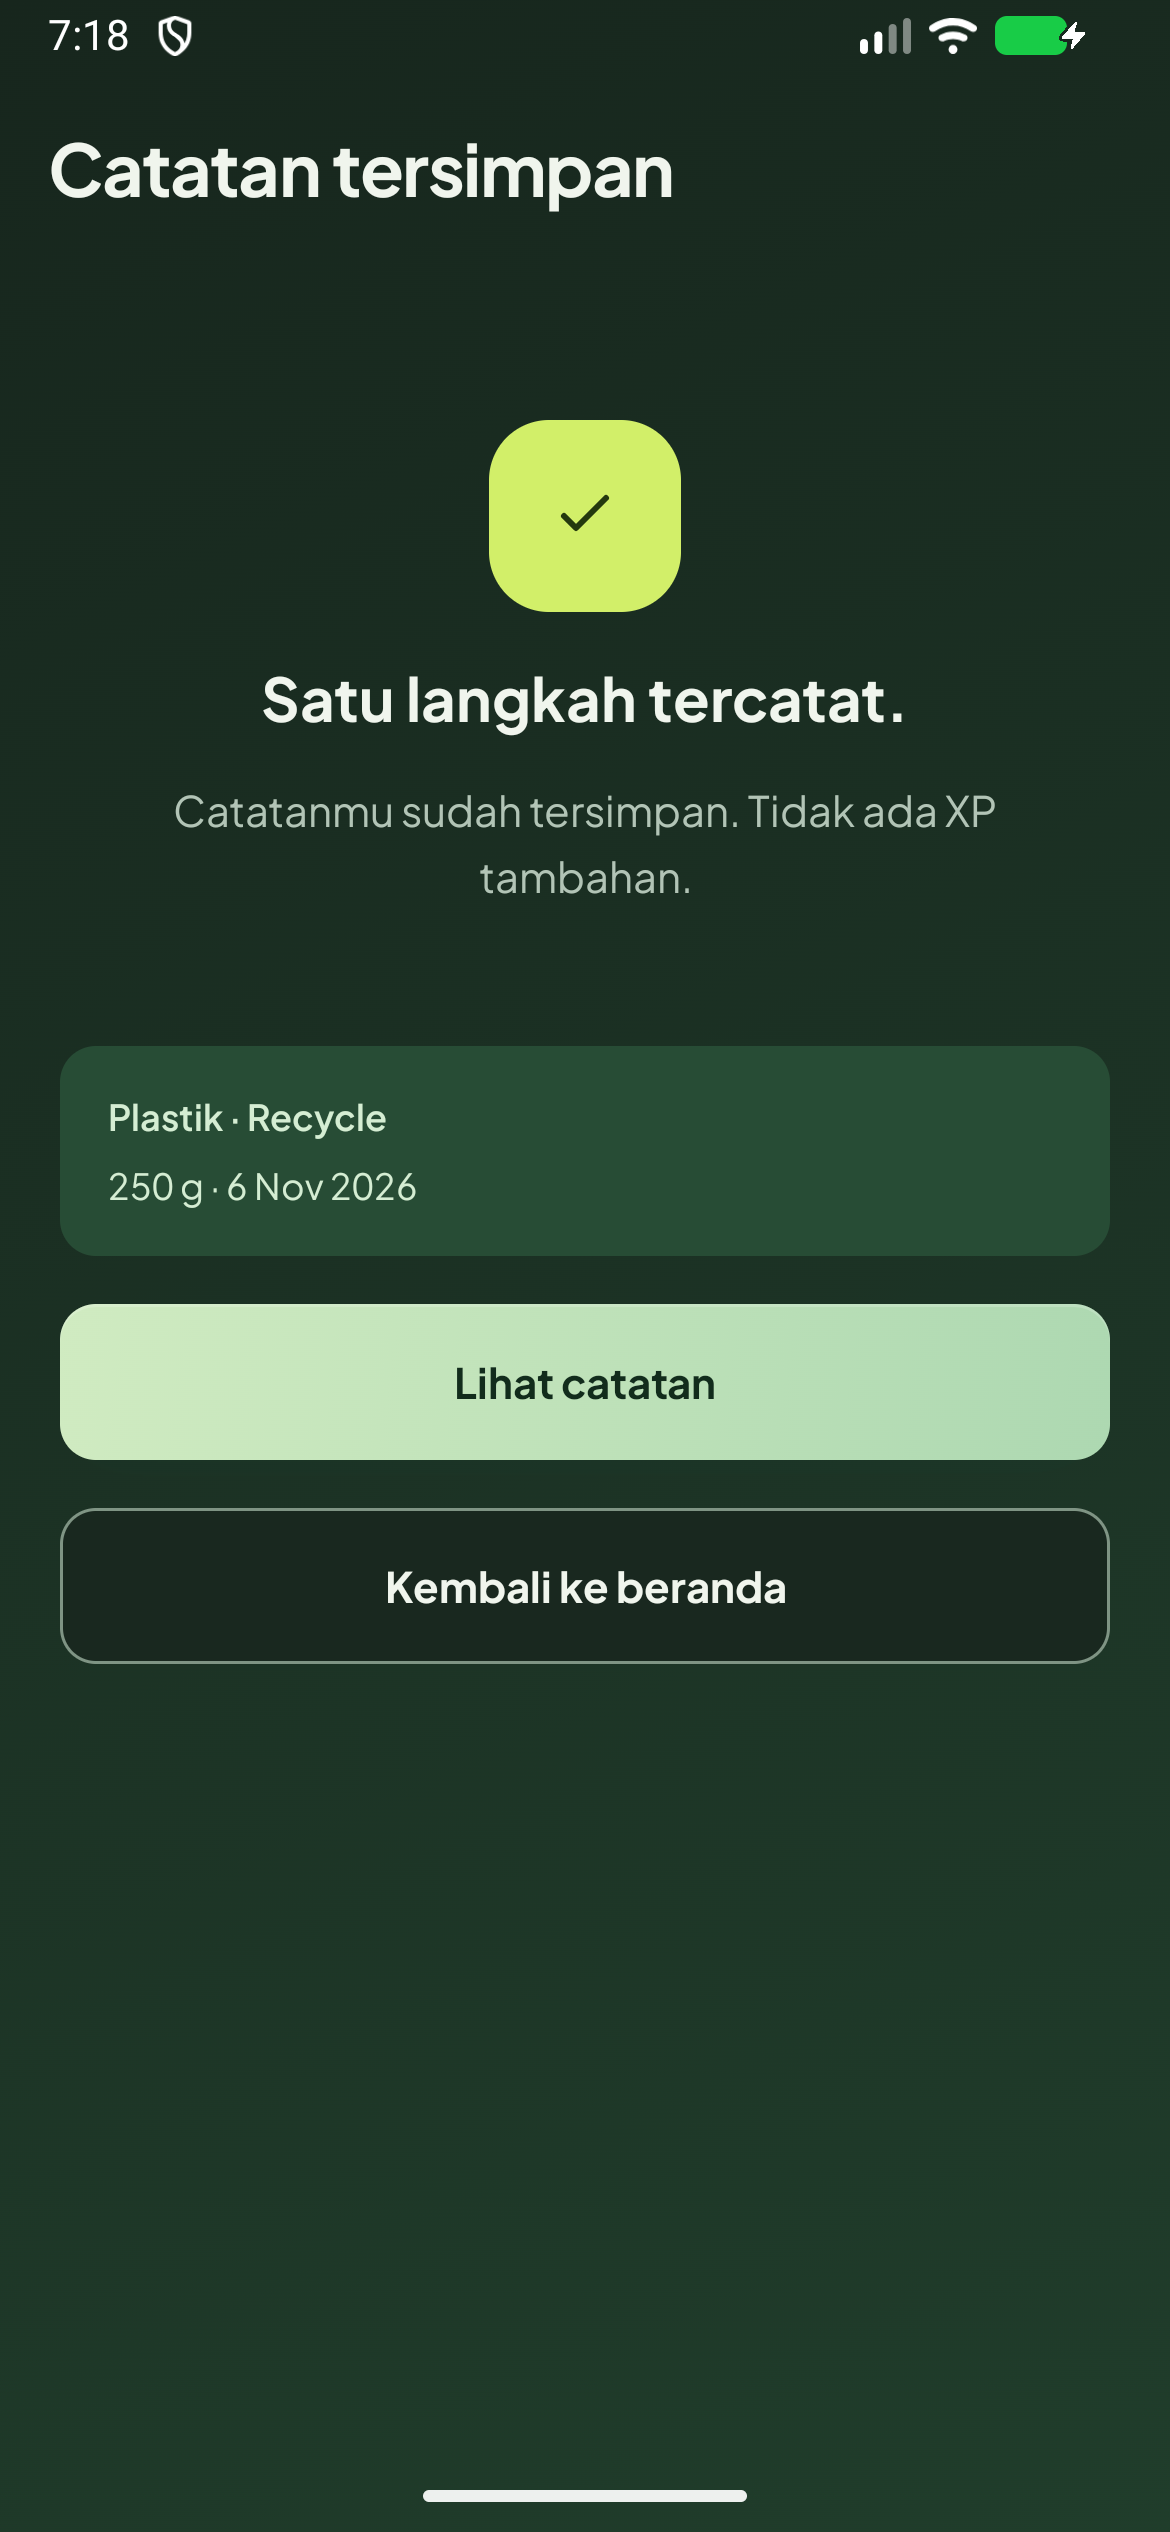 7:18
Catatan tersimpan
Satu langkah tercatat.
Catatanmu sudah tersimpan. Tidak ada XP
tambahan.
Plastik · Recycle
250 g · 6 Nov 2026
Lihat catatan
Kembali ke beranda